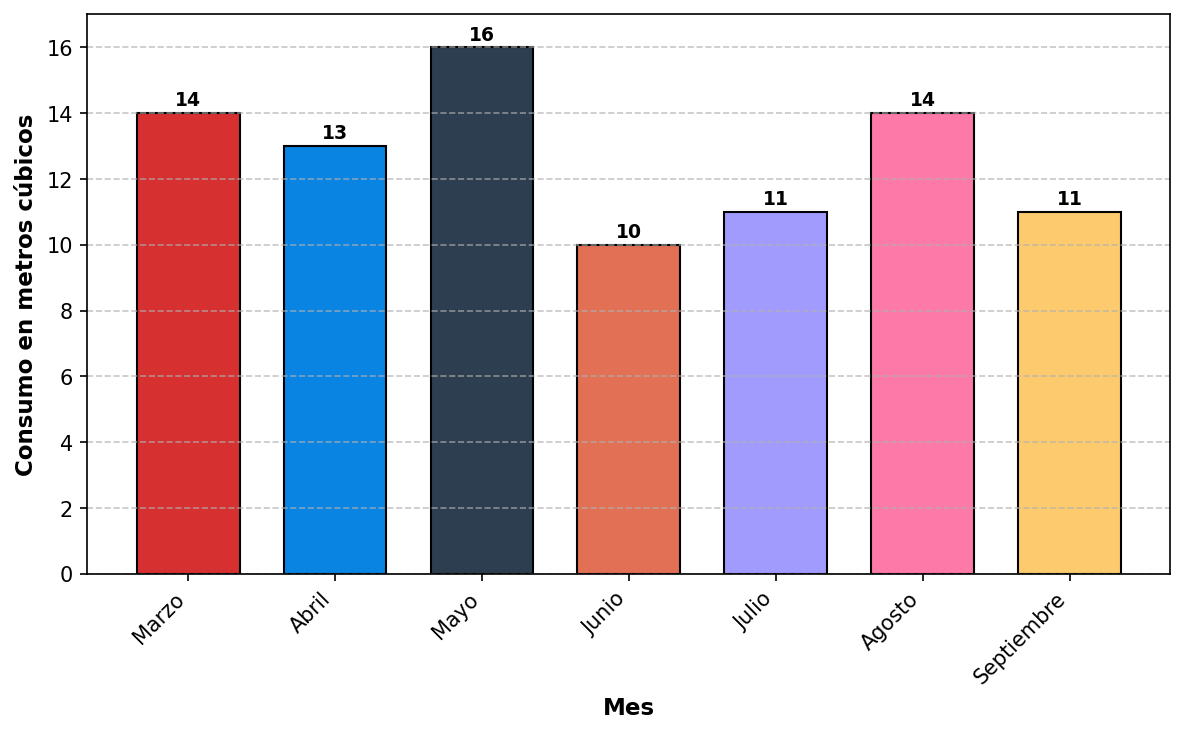 Consumo en metros cúbicos
16
14
12
10
8
6
4
2
0
14
13
16
10
11
14
11
Marzo
Abril
Mayo
Junio
Julio
Agosto
Septiembre
Mes